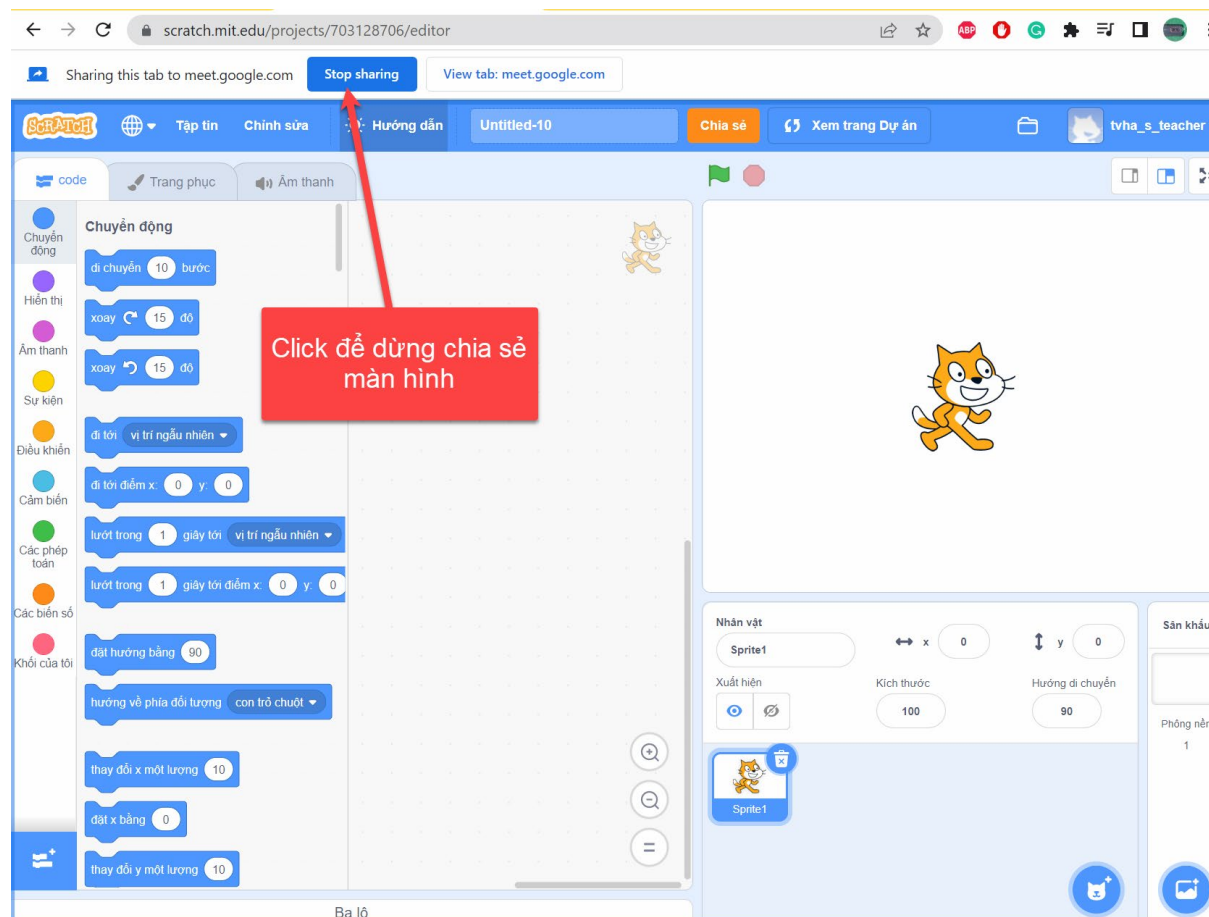 scratch.mit.edu/projects/703128706/editor
ABP
G
Sharing this tab to meet.google.com
Stop sharing
View tab: meet.google.com
SCRATCH
Tập tin
Chỉnh sửa
Hướng dẫn
Untitled-10
Chia sẻ
Xem trang Dự án
tvha_s_teacher
code
Trang phục
Âm thanh
Chuyển
động
Hiển thị
Âm thanh
Sự kiện
Điều khiển
Cảm biến
Các phép
toán
Các biến số
Khối của tôi
Chuyển động
di chuyển 10 bước
xoay 15 độ
xoay 15 độ
đi tới vị trí ngẫu nhiên
đi tới điểm x: 0 y: 0
lướt trong 1 giây tới vị trí ngẫu nhiên
lướt trong 1 giây tới điểm x: 0 y: 0
đặt hướng bằng 90
hướng về phía đối tượng con trỏ chuột
thay đổi x một lượng 10
đặt x bằng 0
thay đổi y một lượng 10
Click để dừng chia sẻ
màn hình
Ba lô
Nhân vật
Sprite1
x 0
y 0
Xuất hiện
Kích thước
100
Hướng di chuyển
90
Sprite1
Sân khấu
Phông nền
1